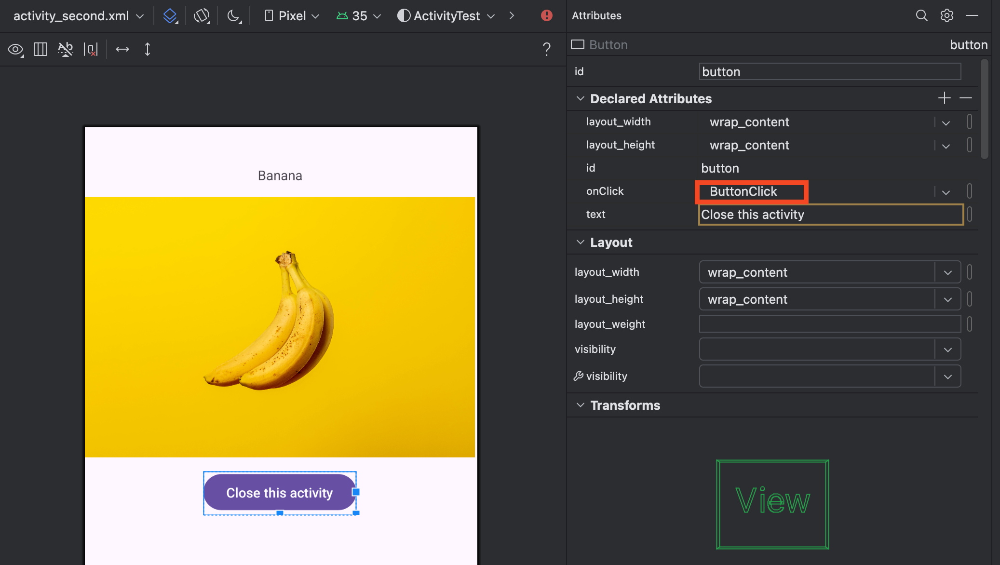 activity_second.xml
Pixel
35
ActivityTest
Attributes
Ab
?
Button
button
id
button
Declared Attributes
layout_width
wrap_content
layout_height
wrap_content
id
button
onClick
ButtonClick
text
Close this activity
Layout
layout_width
wrap_content
layout_height
wrap_content
layout_weight
visibility
visibility
Transforms
View
Banana
Close this activity